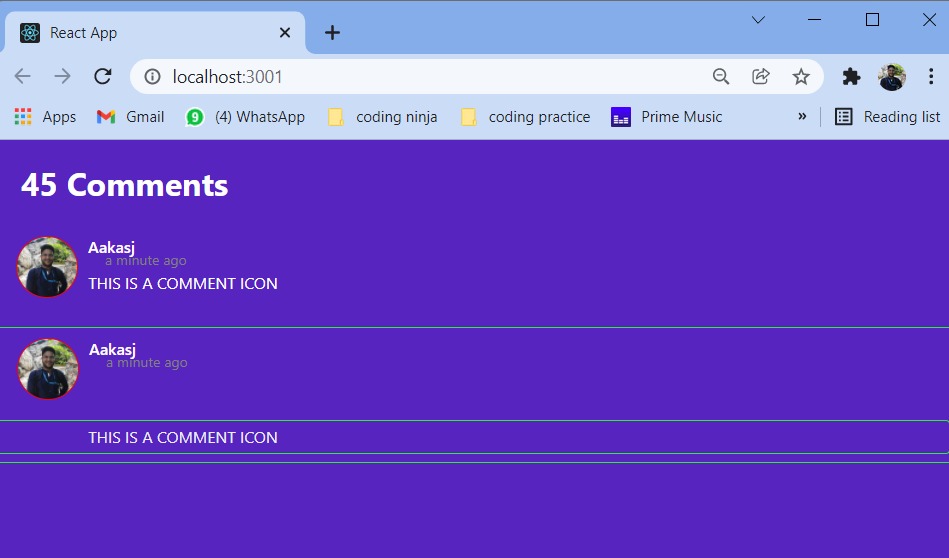 React App
localhost:3001
Apps Gmail 9 (4) WhatsApp coding ninja coding practice Prime Music » Reading list
45 Comments
Aakasj
a minute ago
THIS IS A COMMENT ICON
Aakasj
a minute ago
THIS IS A COMMENT ICON